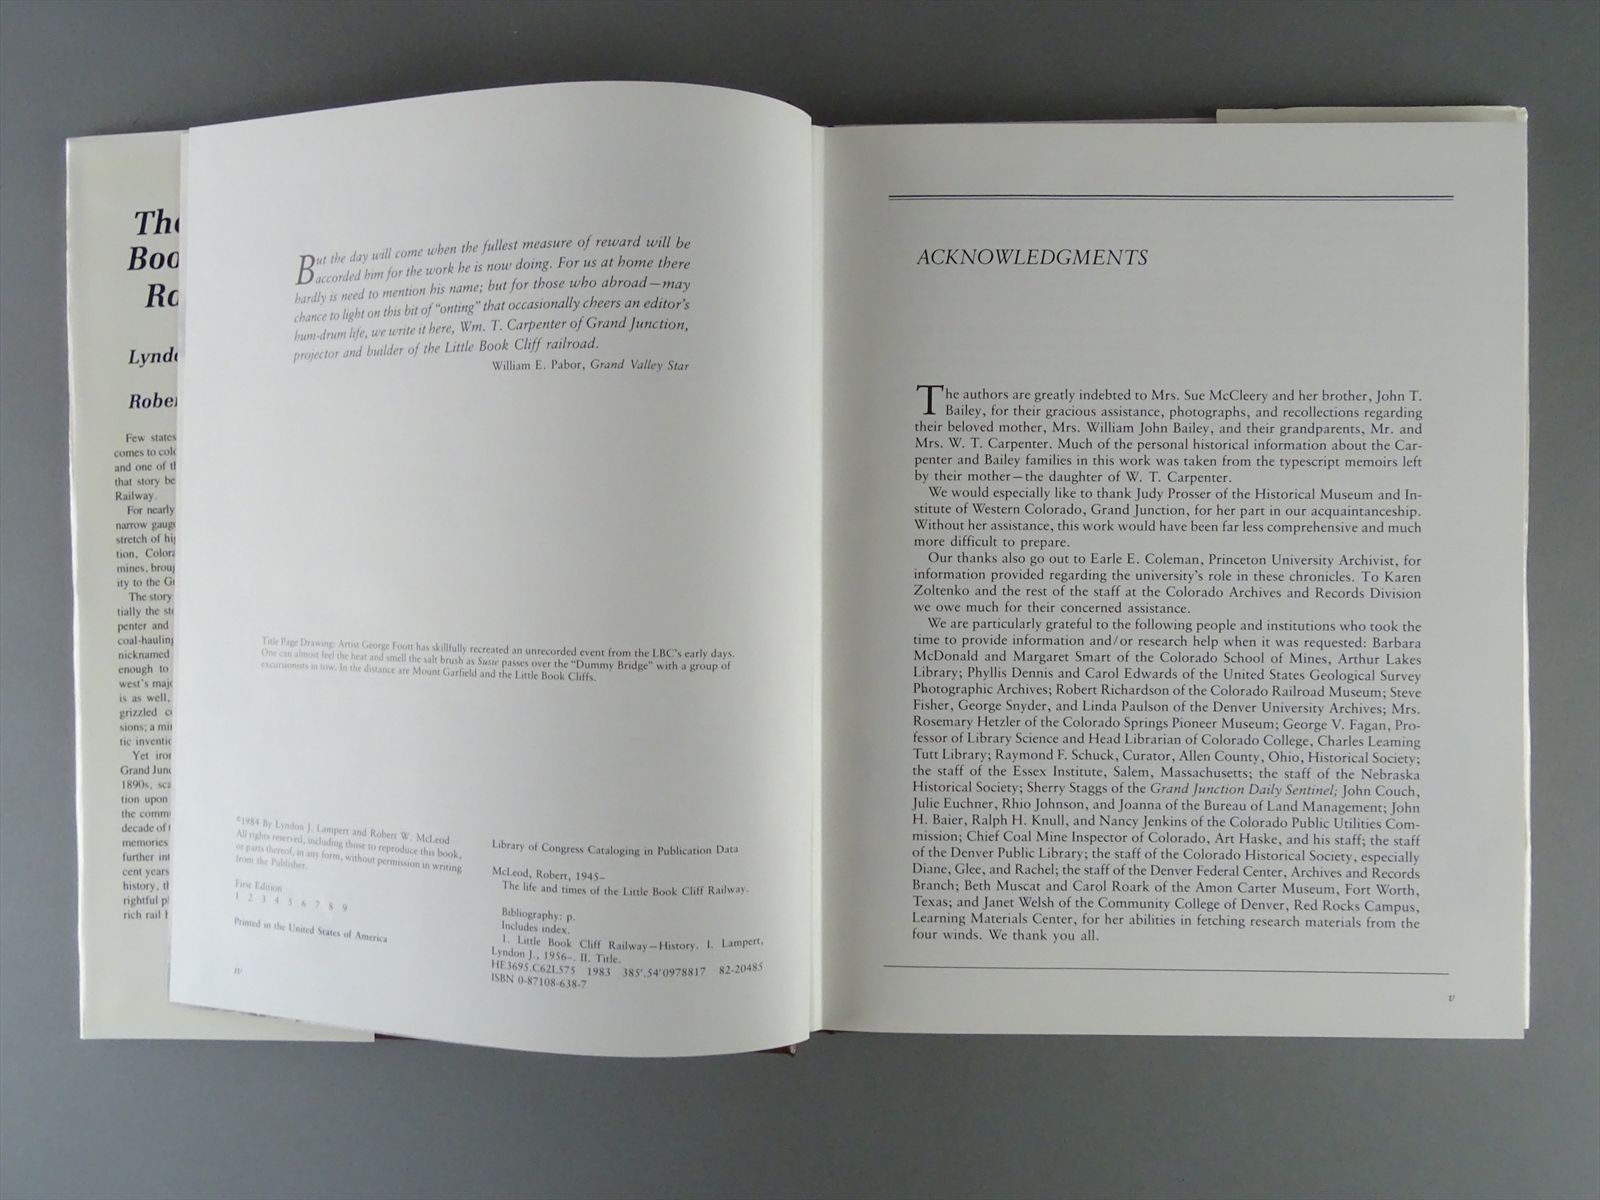 The
Boo
Ro
Lynd
Rober
Few states
comes to colo
and one of th
that story be
Railway.
For nearly
narrow gauge
stretch of hig
tion, Colora
mines, broug
ity to the Gr
The story
tially the sto
penter and
coal-hauling
nicknamed
enough to
west's majo
is as well,
grizzled c
sions; a min
tic inventio
Yet iron
Grand Junc
1890s, sca
tion upon
the commu
decade of t
memories
further int
cent years
history, th
rightful pl
rich rail h
But the day will come when the fullest measure of reward will be
accorded him for the work he is now doing. For us at home there
hardly is need to mention his name; but for those who abroad—may
chance to light on this bit of "onting" that occasionally cheers an editor's
hum-drum life, we write it here, Wm. T. Carpenter of Grand Junction,
projector and builder of the Little Book Cliff railroad.
William E. Pabor, Grand Valley Star
Title Page Drawing: Artist George Foott has skillfully recreated an unrecorded event from the LBC's early days.
One can almost feel the heat and smell the salt brush as Susie passes over the "Dummy Bridge" with a group of
excursionists in tow. In the distance are Mount Garfield and the Little Book Cliffs.
©1984 By Lyndon J. Lampert and Robert W. McLeod
All rights reserved, including those to reproduce this book,
or parts thereof, in any form, without permission in writing
from the Publisher.
First Edition
1 2 3 4 5 6 7 8 9
Printed in the United States of America
iv
Library of Congress Cataloging in Publication Data
McLeod, Robert, 1945–
The life and times of the Little Book Cliff Railway.
Bibliography: p.
Includes index.
1. Little Book Cliff Railway—History. I. Lampert,
Lyndon J., 1956–. II. Title.
HE3695.C62L575 1983 385'.54'0978817 82-20485
ISBN 0-87108-638-7
ACKNOWLEDGMENTS
The authors are greatly indebted to Mrs. Sue McCleery and her brother, John T.
Bailey, for their gracious assistance, photographs, and recollections regarding
their beloved mother, Mrs. William John Bailey, and their grandparents, Mr. and
Mrs. W. T. Carpenter. Much of the personal historical information about the Car-
penter and Bailey families in this work was taken from the typescript memoirs left
by their mother—the daughter of W. T. Carpenter.
We would especially like to thank Judy Prosser of the Historical Museum and In-
stitute of Western Colorado, Grand Junction, for her part in our acquaintanceship.
Without her assistance, this work would have been far less comprehensive and much
more difficult to prepare.
Our thanks also go out to Earle E. Coleman, Princeton University Archivist, for
information provided regarding the university's role in these chronicles. To Karen
Zoltenko and the rest of the staff at the Colorado Archives and Records Division
we owe much for their concerned assistance.
We are particularly grateful to the following people and institutions who took the
time to provide information and/or research help when it was requested: Barbara
McDonald and Margaret Smart of the Colorado School of Mines, Arthur Lakes
Library; Phyllis Dennis and Carol Edwards of the United States Geological Survey
Photographic Archives; Robert Richardson of the Colorado Railroad Museum; Steve
Fisher, George Snyder, and Linda Paulson of the Denver University Archives; Mrs.
Rosemary Hetzler of the Colorado Springs Pioneer Museum; George V. Fagan, Pro-
fessor of Library Science and Head Librarian of Colorado College, Charles Leaming
Tutt Library; Raymond F. Schuck, Curator, Allen County, Ohio, Historical Society;
the staff of the Essex Institute, Salem, Massachusetts; the staff of the Nebraska
Historical Society; Sherry Staggs of the Grand Junction Daily Sentinel; John Couch,
Julie Euchner, Rhio Johnson, and Joanna of the Bureau of Land Management; John
H. Baier, Ralph H. Knull, and Nancy Jenkins of the Colorado Public Utilities Com-
mission; Chief Coal Mine Inspector of Colorado, Art Haske, and his staff; the staff
of the Denver Public Library; the staff of the Colorado Historical Society, especially
Diane, Glee, and Rachel; the staff of the Denver Federal Center, Archives and Records
Branch; Beth Muscat and Carol Roark of the Amon Carter Museum, Fort Worth,
Texas; and Janet Welsh of the Community College of Denver, Red Rocks Campus,
Learning Materials Center, for her abilities in fetching research materials from the
four winds. We thank you all.
v